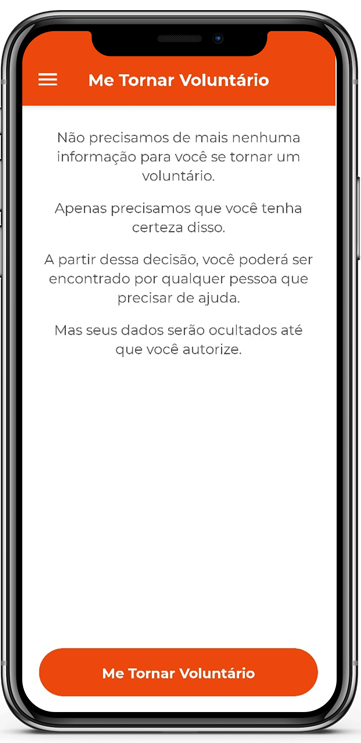 Me Tornar Voluntário
Não precisamos de mais nenhuma
informação para você se tornar um
voluntário.
Apenas precisamos que você tenha
certeza disso.
A partir dessa decisão, você poderá ser
encontrado por qualquer pessoa que
precisar de ajuda.
Mas seus dados serão ocultados até
que você autorize.
Me Tornar Voluntário